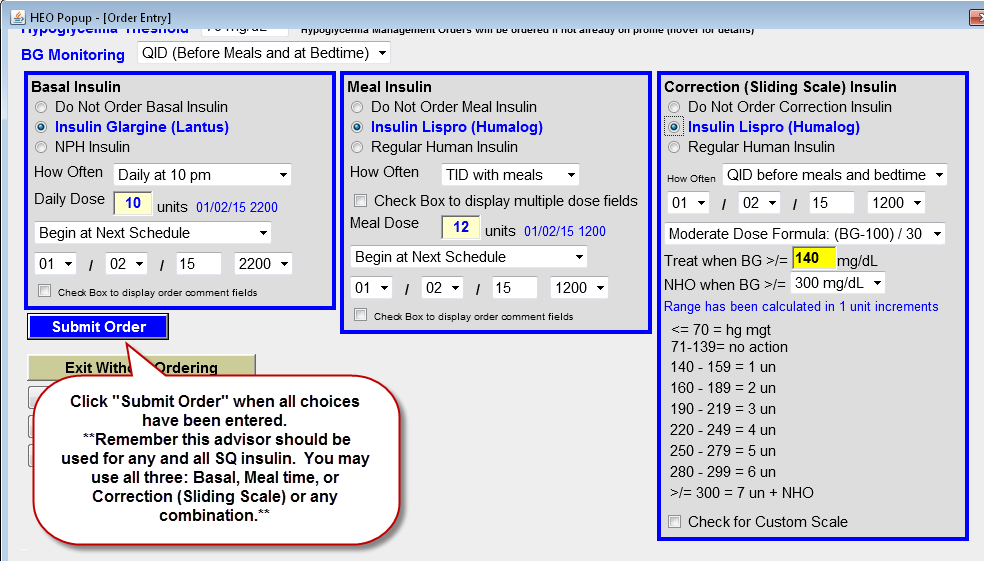 HEO Popup - [Order Entry]
Hypoglycemia Threshold 70 mg/dL Hypoglycemia Management Orders will be ordered if not already on profile (hover for details)
BG Monitoring QID (Before Meals and at Bedtime)
Basal Insulin
Do Not Order Basal Insulin
Insulin Glargine (Lantus)
NPH Insulin
How Often Daily at 10 pm
Daily Dose 10 units 01/02/15 2200
Begin at Next Schedule
01 / 02 / 15 2200
Check Box to display order comment fields
Meal Insulin
Do Not Order Meal Insulin
Insulin Lispro (Humalog)
Regular Human Insulin
How Often TID with meals
Check Box to display multiple dose fields
Meal Dose 12 units 01/02/15 1200
Begin at Next Schedule
01 / 02 / 15 1200
Check Box to display order comment fields
Correction (Sliding Scale) Insulin
Do Not Order Correction Insulin
Insulin Lispro (Humalog)
Regular Human Insulin
How Often QID before meals and bedtime
01 / 02 / 15 1200
Moderate Dose Formula: (BG-100) / 30
Treat when BG >/= 140 mg/dL
NHO when BG >/= 300 mg/dL
Range has been calculated in 1 unit increments
<= 70 = hg mgt
71-139= no action
140 - 159 = 1 un
160 - 189 = 2 un
190 - 219 = 3 un
220 - 249 = 4 un
250 - 279 = 5 un
280 - 299 = 6 un
>/= 300 = 7 un + NHO
Check for Custom Scale
Submit Order
Exit Without Ordering
Click "Submit Order" when all choices
have been entered.
**Remember this advisor should be
used for any and all SQ insulin. You may
use all three: Basal, Meal time, or
Correction (Sliding Scale) or any
combination.**